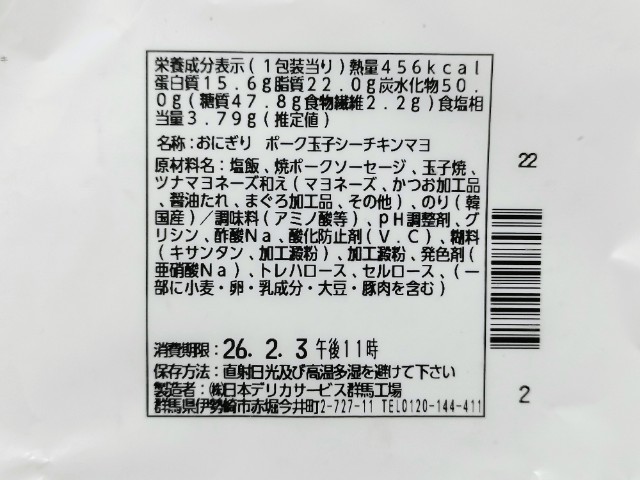 栄養成分表示(1包装当り)熱量456kcal
蛋白質15.6g脂質22.0g炭水化物50.
0g(糖質47.8g食物繊維2.2g)食塩相
当量3.79g(推定値)
名称:おにぎり ポーク玉子シーチキンマヨ
原材料名:塩飯、焼ポークソーセージ、玉子焼、
ツナマヨネーズ和え(マヨネーズ、かつお加工品
、醤油たれ、まぐろ加工品、その他)、のり(韓
国産)/調味料(アミノ酸等)、pH調整剤、グ
リシン、酢酸Na、酸化防止剤(V.C)、糊料
(キサンタン、加工澱粉)、加工澱粉、発色剤(
亜硝酸Na)、トレハロース、セルロース、(一
部に小麦・卵・乳成分・大豆・豚肉を含む)
消費期限:26.2.3午後11時
保存方法:直射日光及び高温多湿を避けて下さい
製造者:㈱日本デリカサービス群馬工場
群馬県伊勢崎市赤堀今井町2-727-11 TEL0120-144-411
22
2